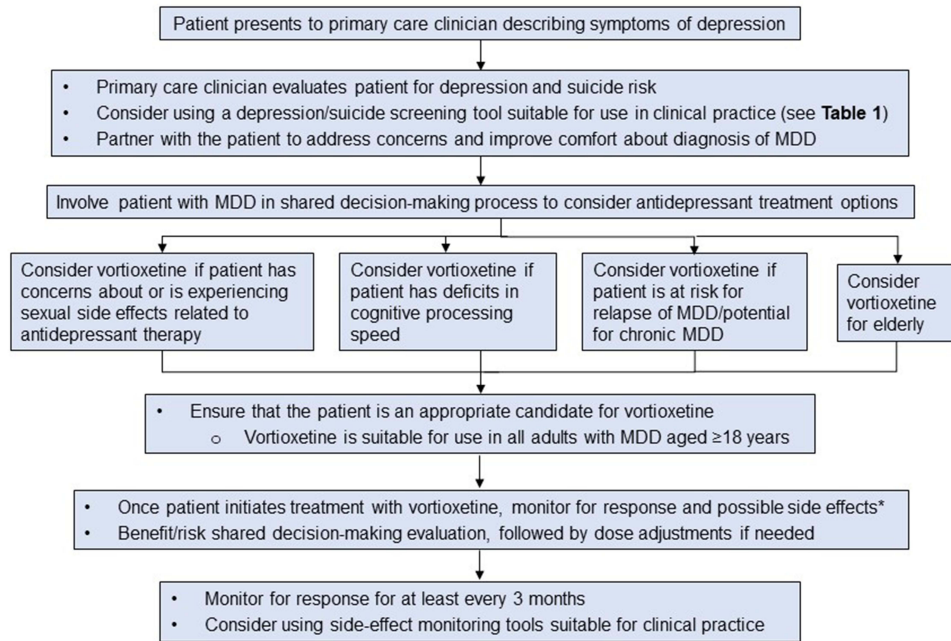 Patient presents to primary care clinician describing symptoms of depression
• Primary care clinician evaluates patient for depression and suicide risk
• Consider using a depression/suicide screening tool suitable for use in clinical practice (see Table 1)
• Partner with the patient to address concerns and improve comfort about diagnosis of MDD
Involve patient with MDD in shared decision-making process to consider antidepressant treatment options
Consider vortioxetine if patient has
concerns about or is experiencing
sexual side effects related to
antidepressant therapy
Consider vortioxetine if
patient has deficits in
cognitive processing
speed
Consider vortioxetine if
patient is at risk for
relapse of MDD/potential
for chronic MDD
Consider
vortioxetine
for elderly
• Ensure that the patient is an appropriate candidate for vortioxetine
o Vortioxetine is suitable for use in all adults with MDD aged ≥18 years
• Once patient initiates treatment with vortioxetine, monitor for response and possible side effects*
• Benefit/risk shared decision-making evaluation, followed by dose adjustments if needed
• Monitor for response for at least every 3 months
• Consider using side-effect monitoring tools suitable for clinical practice